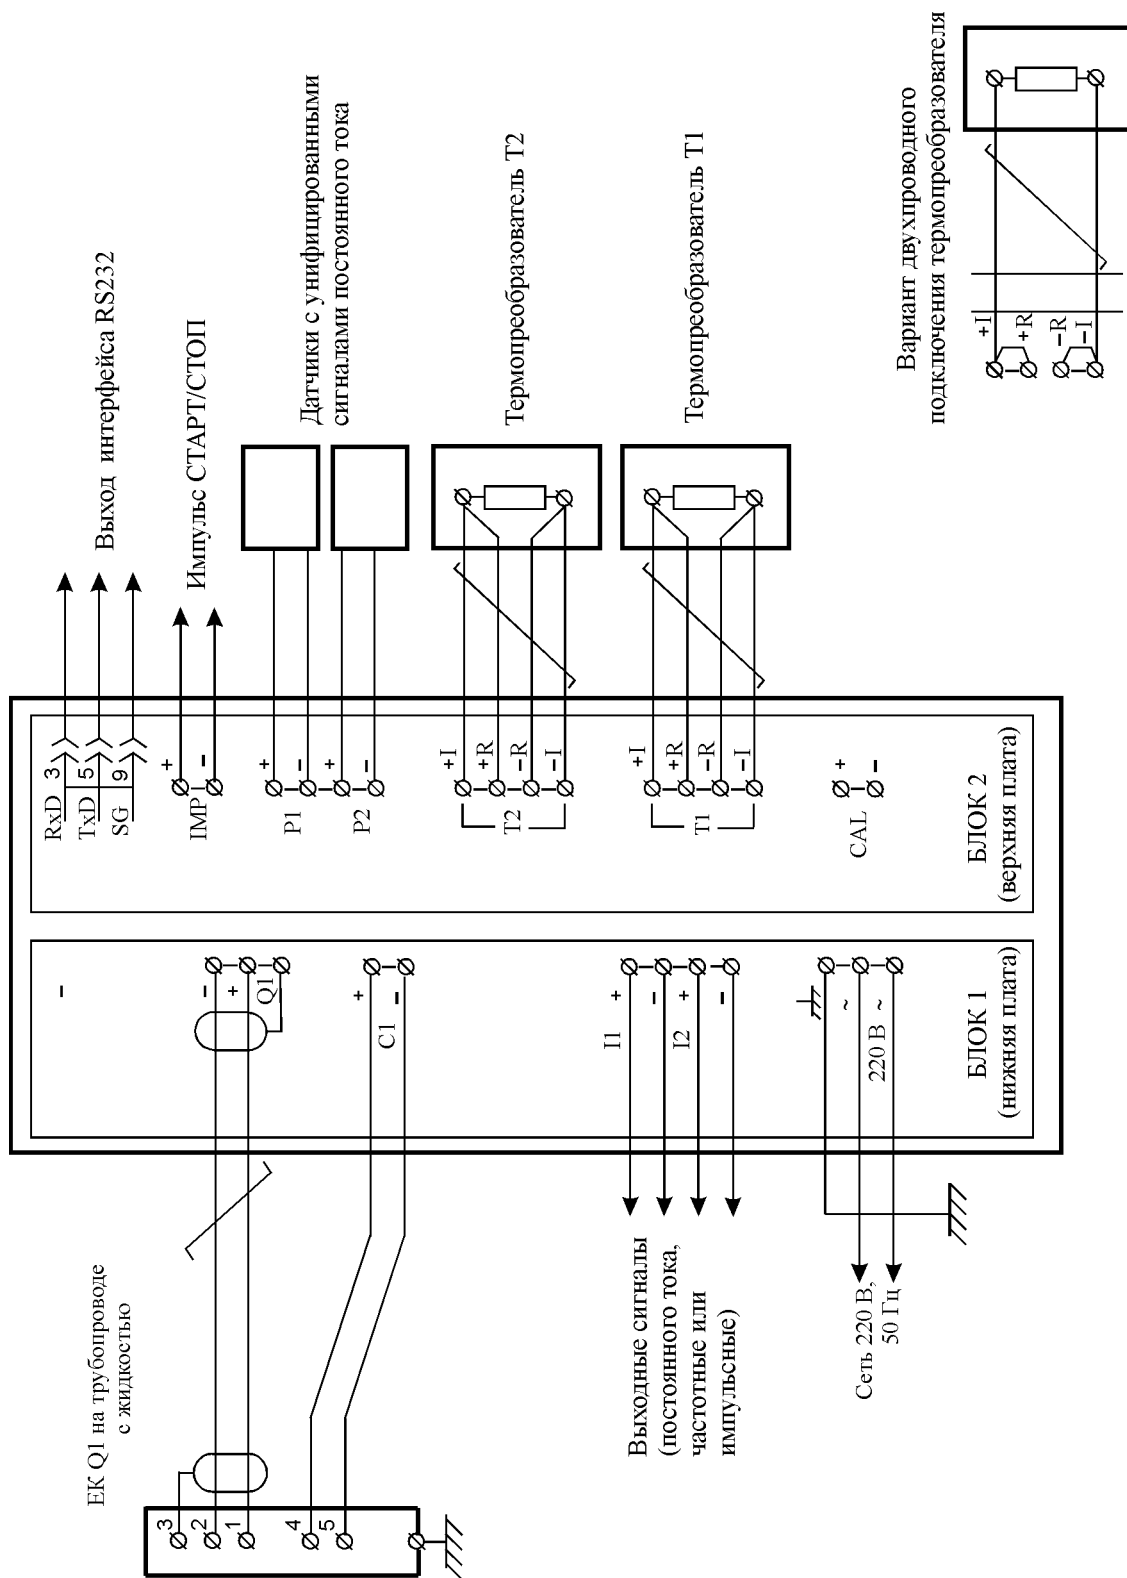 ЕК Q1 на трубопроводе
с жидкостью
3
2
1
4
5
Выходные сигналы
(постоянного тока,
частотные или
импульсные)
Сеть 220 В,
50 Гц
–
–
+
Q1
+
–
C1
I1
+
–
I2
+
–
~
220 В ~
БЛОК 1
(нижняя плата)
RxD 3
TxD 5
SG 9
+
–
IMP
+
–
P1
+
–
P2
+I
+R
–R
–I
T2
+I
+R
–R
–I
T1
+
–
CAL
БЛОК 2
(верхняя плата)
Выход интерфейса RS232
Импульс СТАРТ/СТОП
Датчики с унифицированными
сигналами постоянного тока
Термопреобразователь T2
Термопреобразователь T1
Вариант двухпроводного
подключения термопреобразователя
+I
+R
–R
–I